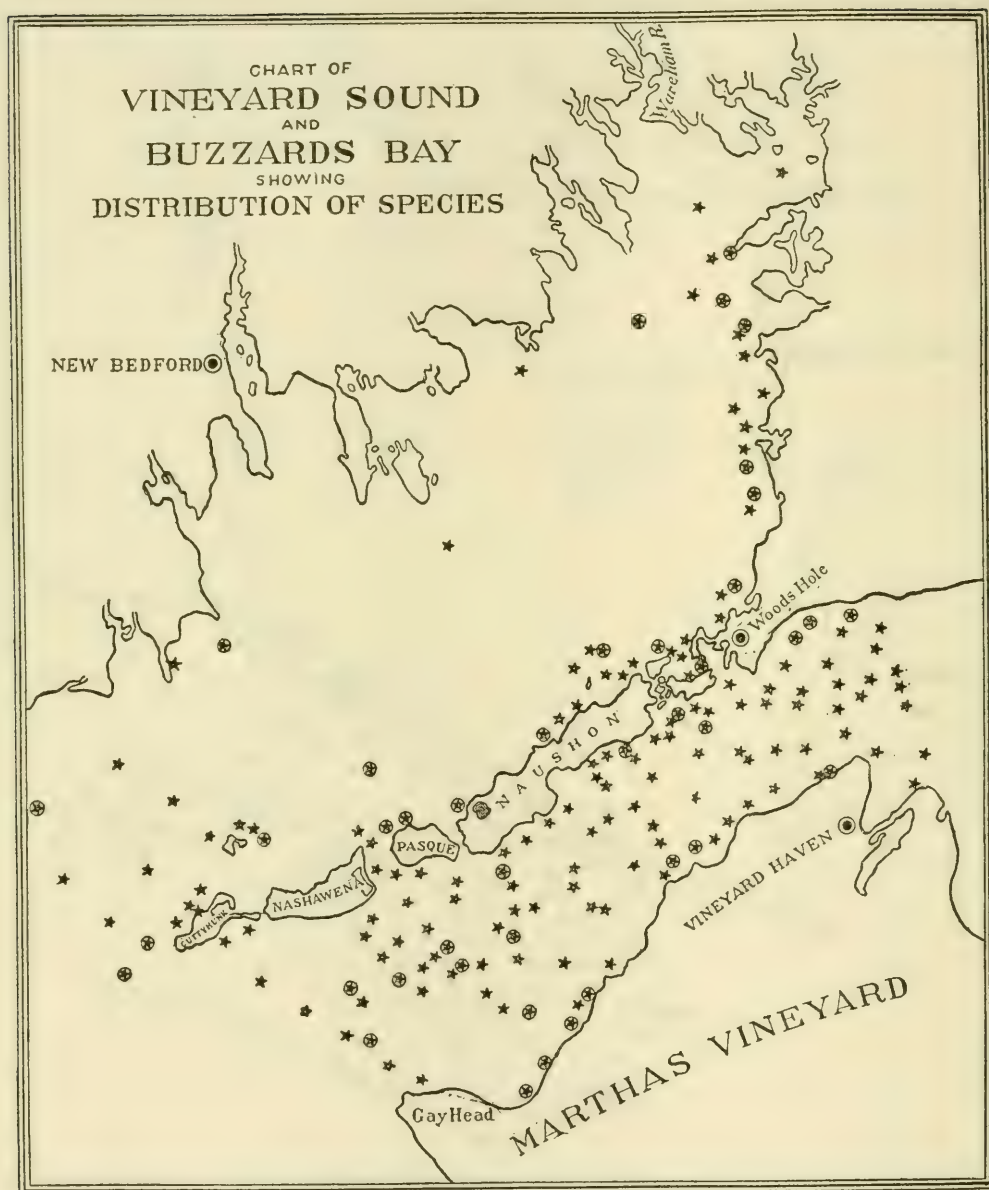 CHART OF
VINEYARD SOUND
AND
BUZZARDS BAY
SHOWING
DISTRIBUTION OF SPECIES
Wareham R.
NEW BEDFORD
Woods Hole
NAUSHON
PASQUE
NASHAWENA
CUTTYHUNK
VINEYARD HAVEN
MARTHAS VINEYARD
Gay Head